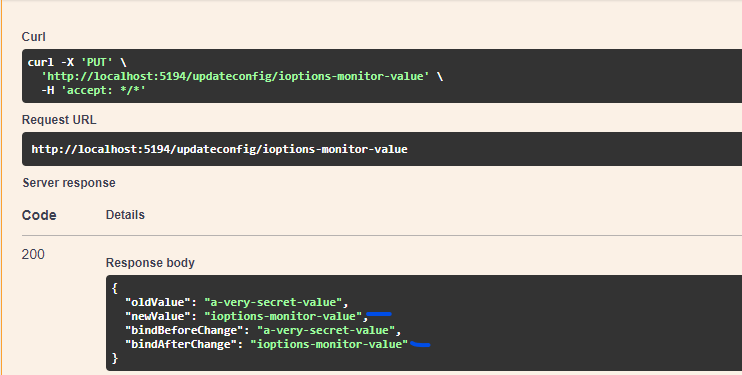 Curl
curl -X 'PUT' \
'http://localhost:5194/updateconfig/ioptions-monitor-value' \
-H 'accept: */*'
Request URL
http://localhost:5194/updateconfig/ioptions-monitor-value
Server response
Code Details
200
Response body
{
"oldValue": "a-very-secret-value",
"newValue": "ioptions-monitor-value",
"bindBeforeChange": "a-very-secret-value",
"bindAfterChange": "ioptions-monitor-value"
}